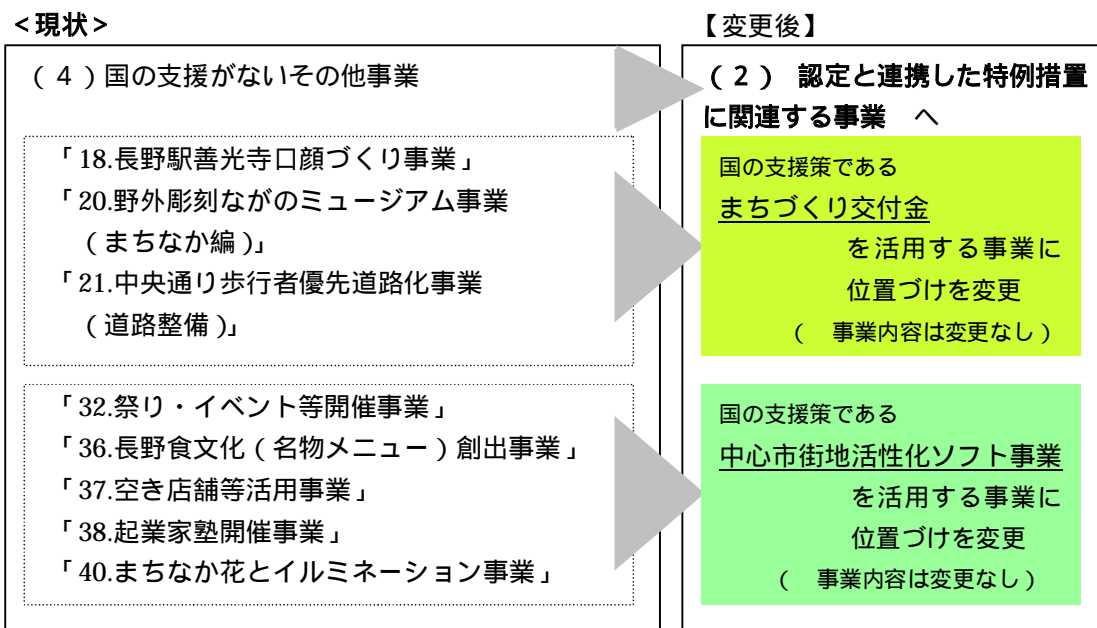 ＜現状＞
（４）国の支援がないその他事業
「18.長野駅善光寺口顔づくり事業」
「20.野外彫刻ながのミュージアム事業
（まちなか編）」
「21.中央通り歩行者優先道路化事業
（道路整備）」
「32.祭り・イベント等開催事業」
「36.長野食文化（名物メニュー）創出事業」
「37.空き店舗等活用事業」
「38.起業家塾開催事業」
「40.まちなか花とイルミネーション事業」
【変更後】
（２） 認定と連携した特例措置
に関連する事業 へ
国の支援策である
まちづくり交付金
を活用する事業に
位置づけを変更
（ 事業内容は変更なし）
国の支援策である
中心市街地活性化ソフト事業
を活用する事業に
位置づけを変更
（ 事業内容は変更なし）